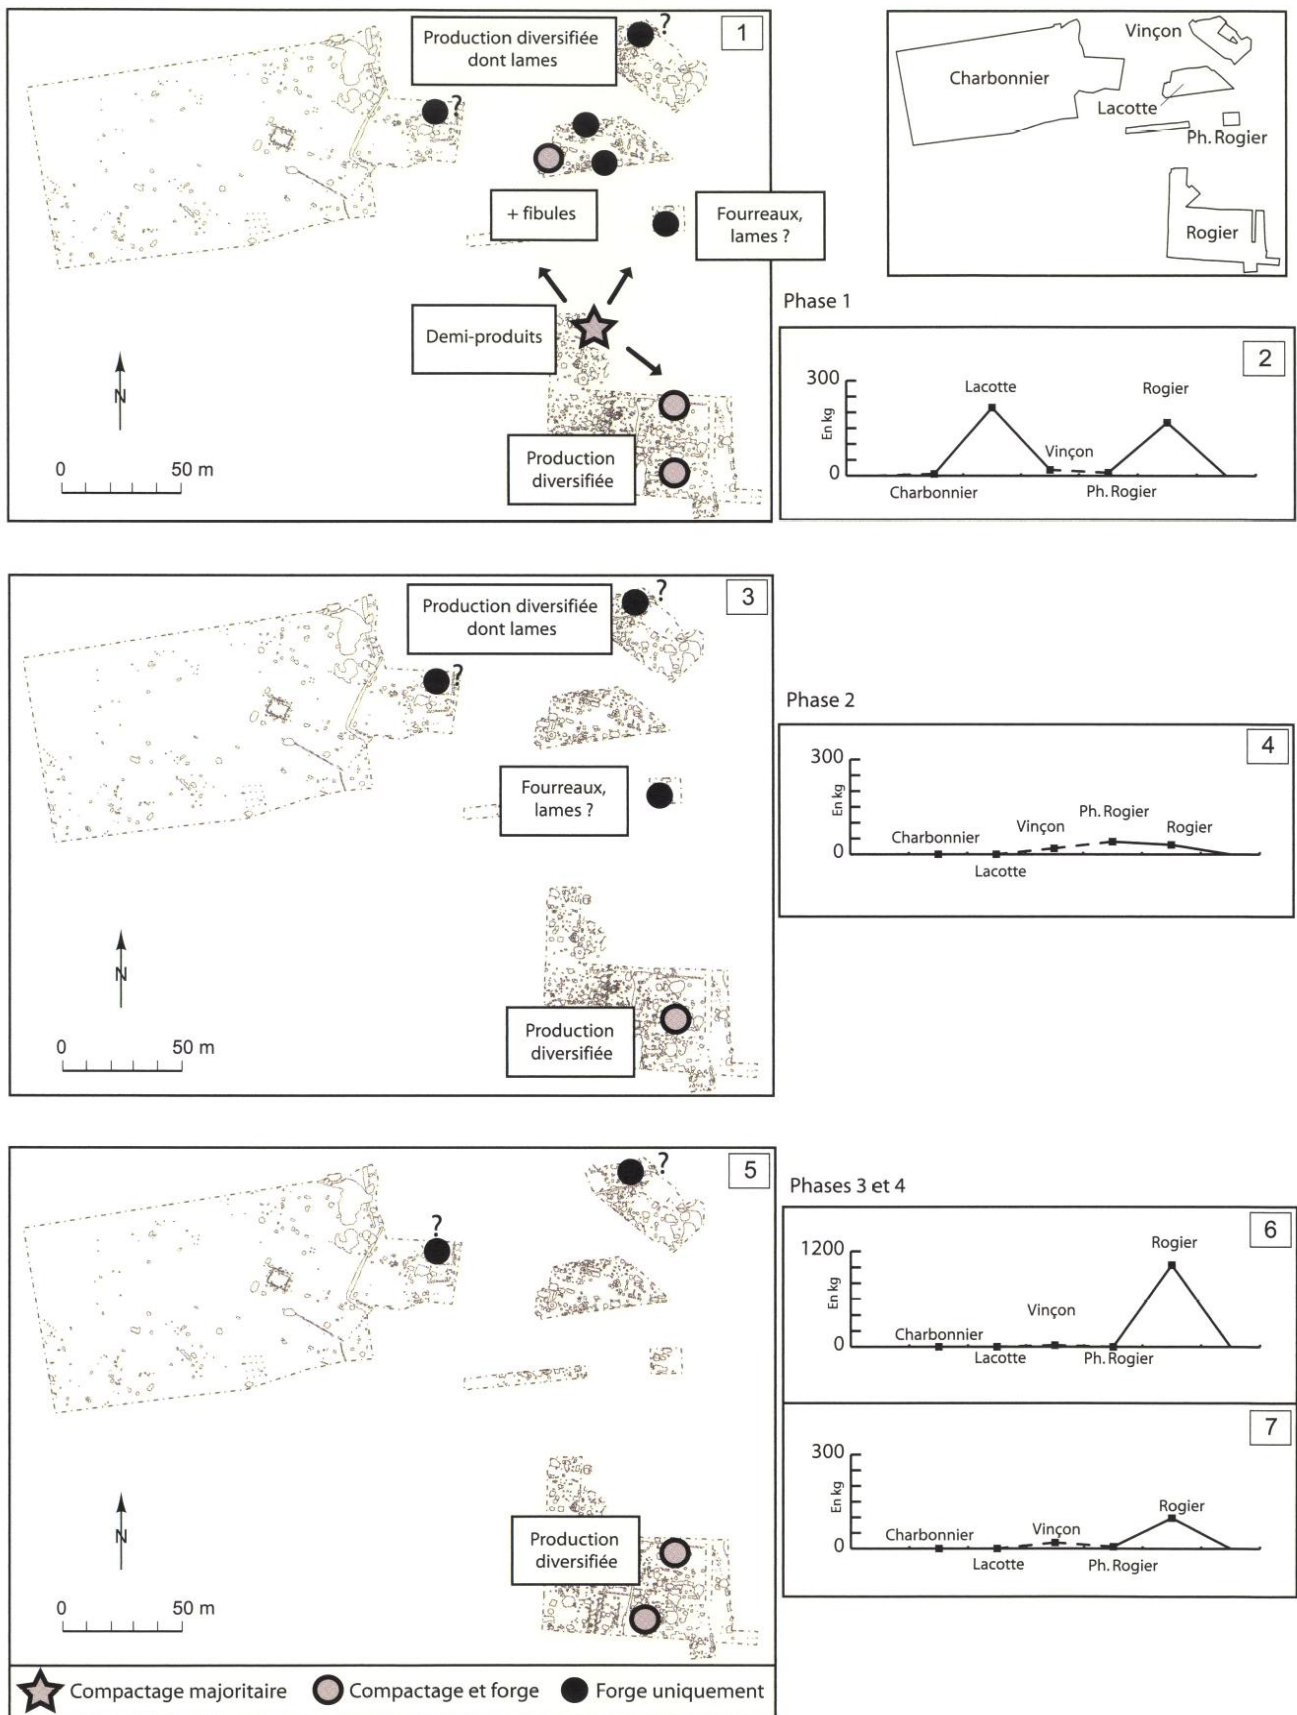 Production diversifiée
dont lames
?
1
?
+ fibules
Fourreaux,
lames ?
Demi-produits
N
0 50 m
Production
diversifiée
Vinçon
Charbonnier
Lacotte
Ph. Rogier
Rogier
Phase 1
2
300
En kg
0
Lacotte
Rogier
Vinçon
Charbonnier
Ph. Rogier
Production diversifiée
dont lames
?
3
?
Fourreaux,
lames ?
N
0 50 m
Production
diversifiée
Phase 2
4
300
En kg
0
Charbonnier
Vinçon
Ph. Rogier
Rogier
Lacotte
5
?
?
N
0 50 m
Production
diversifiée
Phases 3 et 4
6
1200
En kg
0
Rogier
Vinçon
Charbonnier
Lacotte
Ph. Rogier
7
300
En kg
0
Rogier
Vinçon
Charbonnier
Lacotte
Ph. Rogier
Compactage majoritaire
Compactage et forge
Forge uniquement